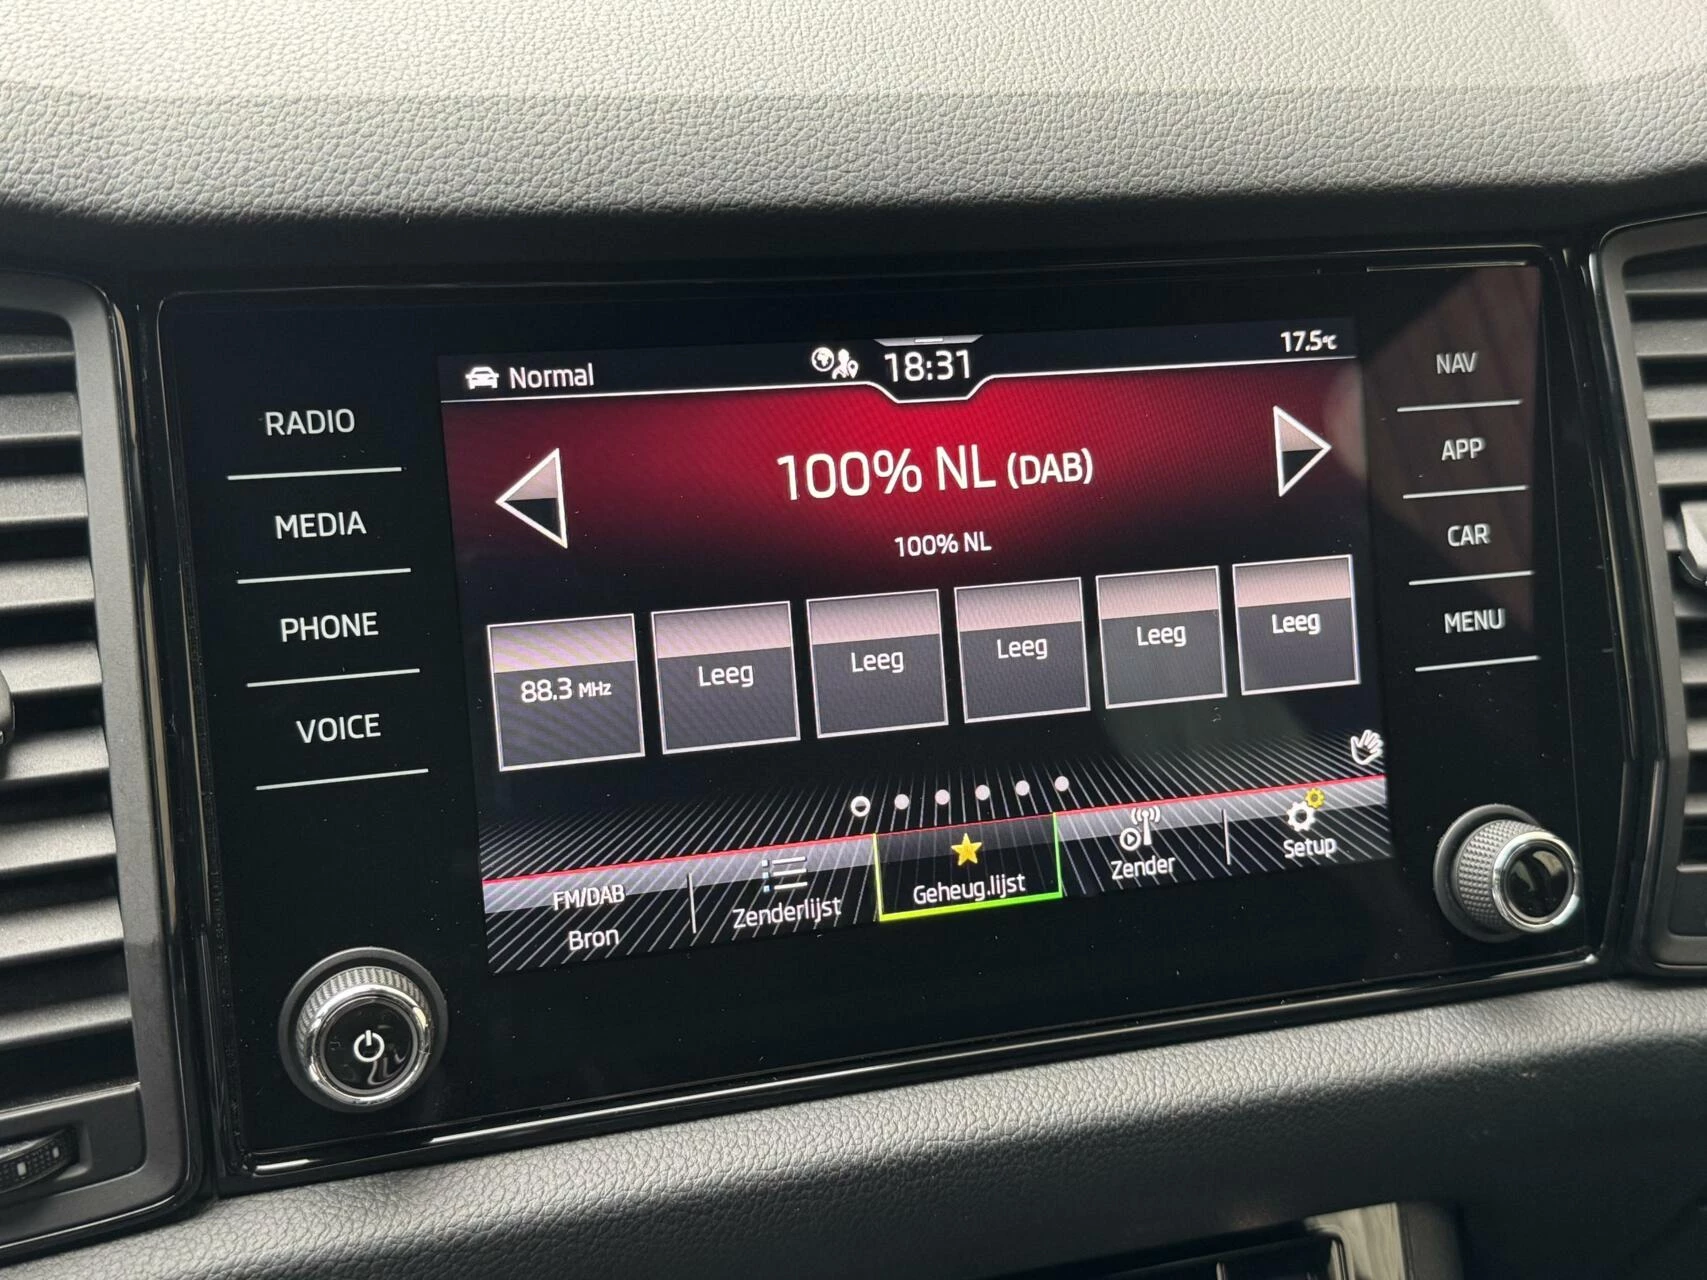 Normal
18:31
17.5°C
RADIO
MEDIA
PHONE
VOICE
100% NL (DAB)
100% NL
88.3 MHz
Leeg
Leeg
Leeg
Leeg
Leeg
FM/DAB
Bron
Zenderlijst
Geheug.lijst
Zender
Setup
NAV
APP
CAR
MENU